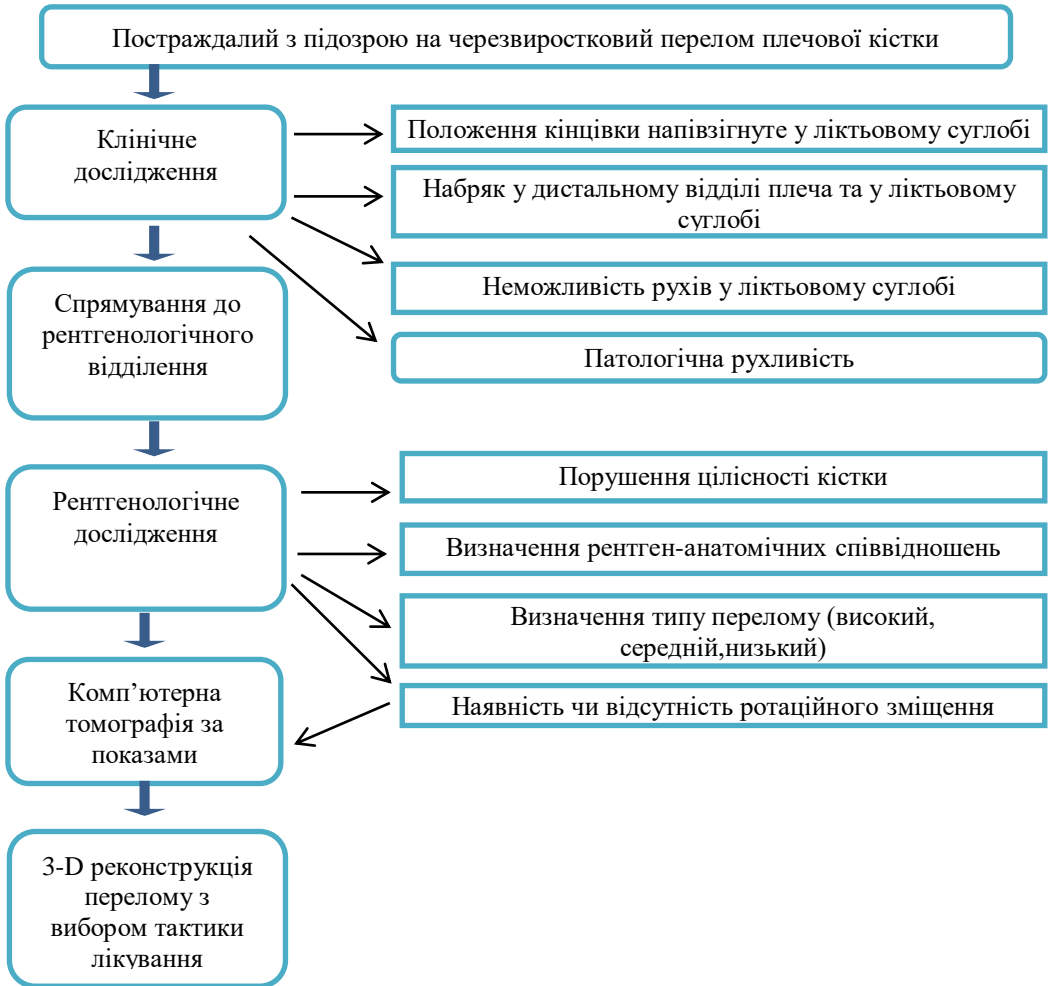 Постраждалий з підозрою на черезвиростковий перелом плечової кістки
Клінічне
дослідження
Положення кінцівки напівзігнуте у ліктьовому суглобі
Набряк у дистальному відділі плеча та у ліктьовому
суглобі
Неможливість рухів у ліктьовому суглобі
Патологічна рухливість
Спрямування до
рентгенологічного
відділення
Рентгенологічне
дослідження
Порушення цілісності кістки
Визначення рентген-анатомічних співвідношень
Визначення типу перелому (високий,
середній,низький)
Наявність чи відсутність ротаційного зміщення
Комп’ютерна
томографія за
показами
3-D реконструкція
перелому з
вибором тактики
лікування